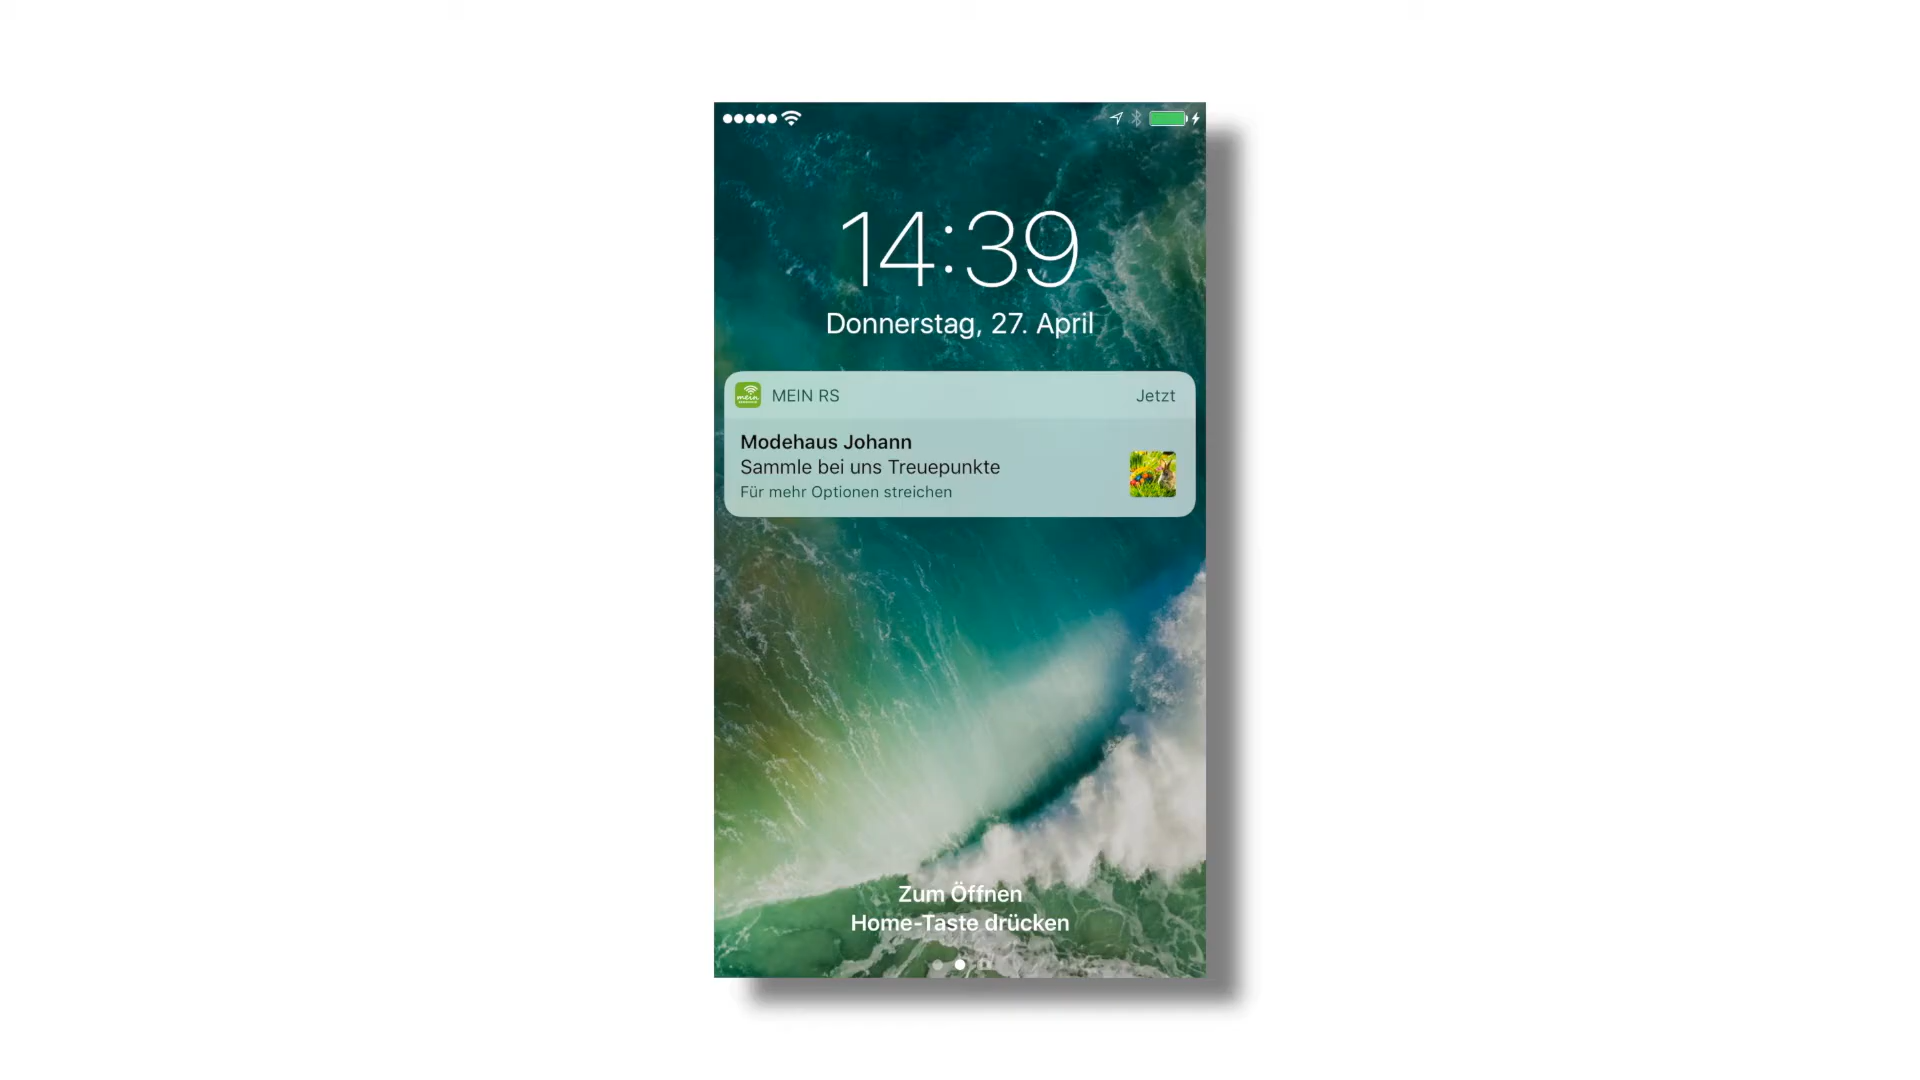 14:39
Donnerstag, 27. April
mein
MEIN RS
Jetzt
Modehaus Johann
Sammle bei uns Treuepunkte
Für mehr Optionen streichen
Zum Öffnen
Home-Taste drücken